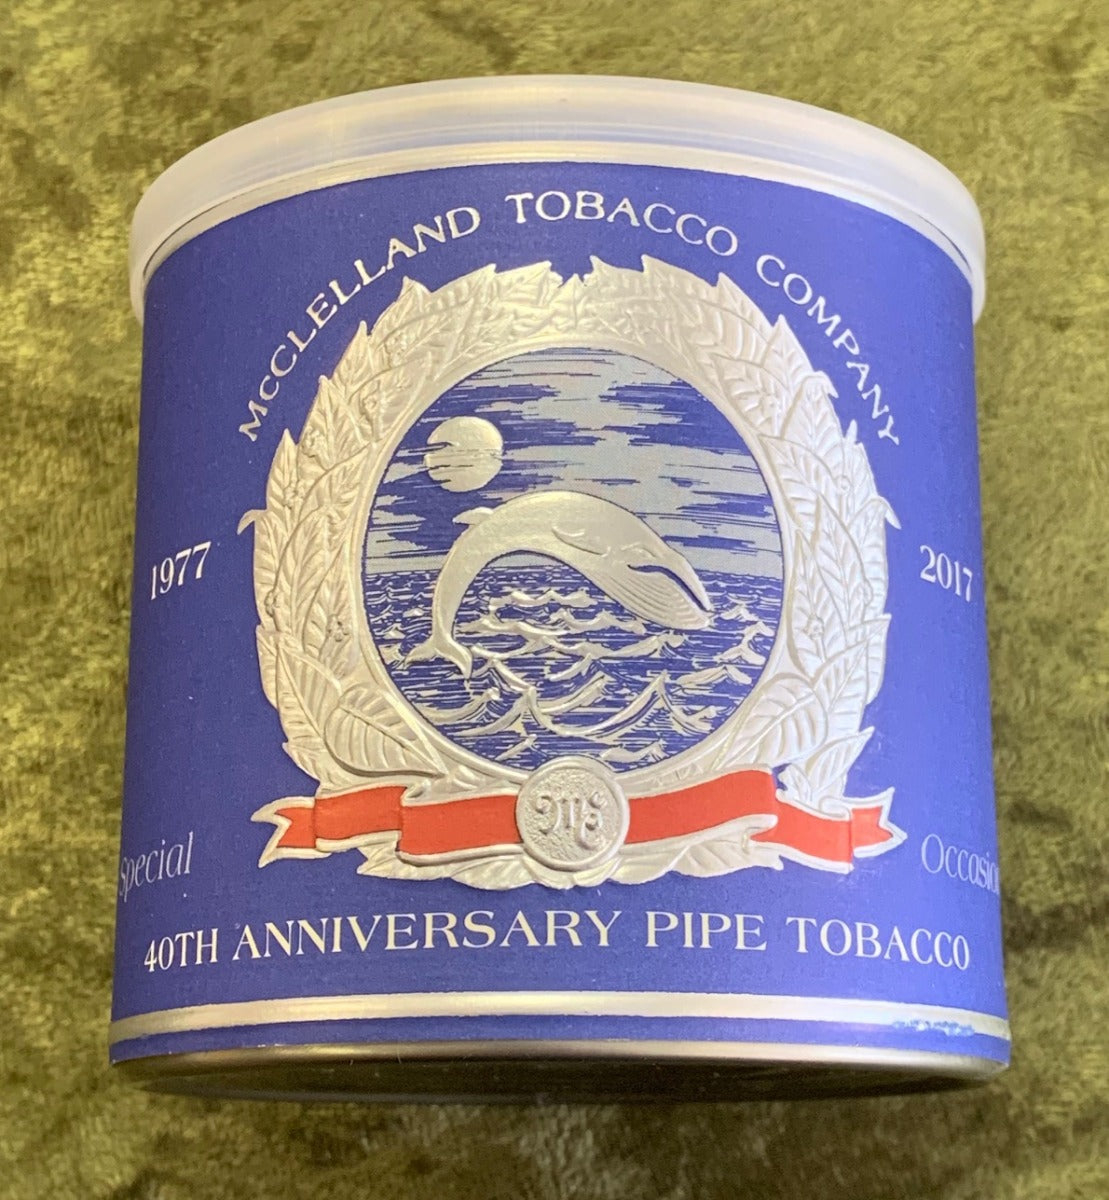 McCLELLAND TOBACCO COMPANY
1977 2017
Special
40TH ANNIVERSARY PIPE TOBACCO